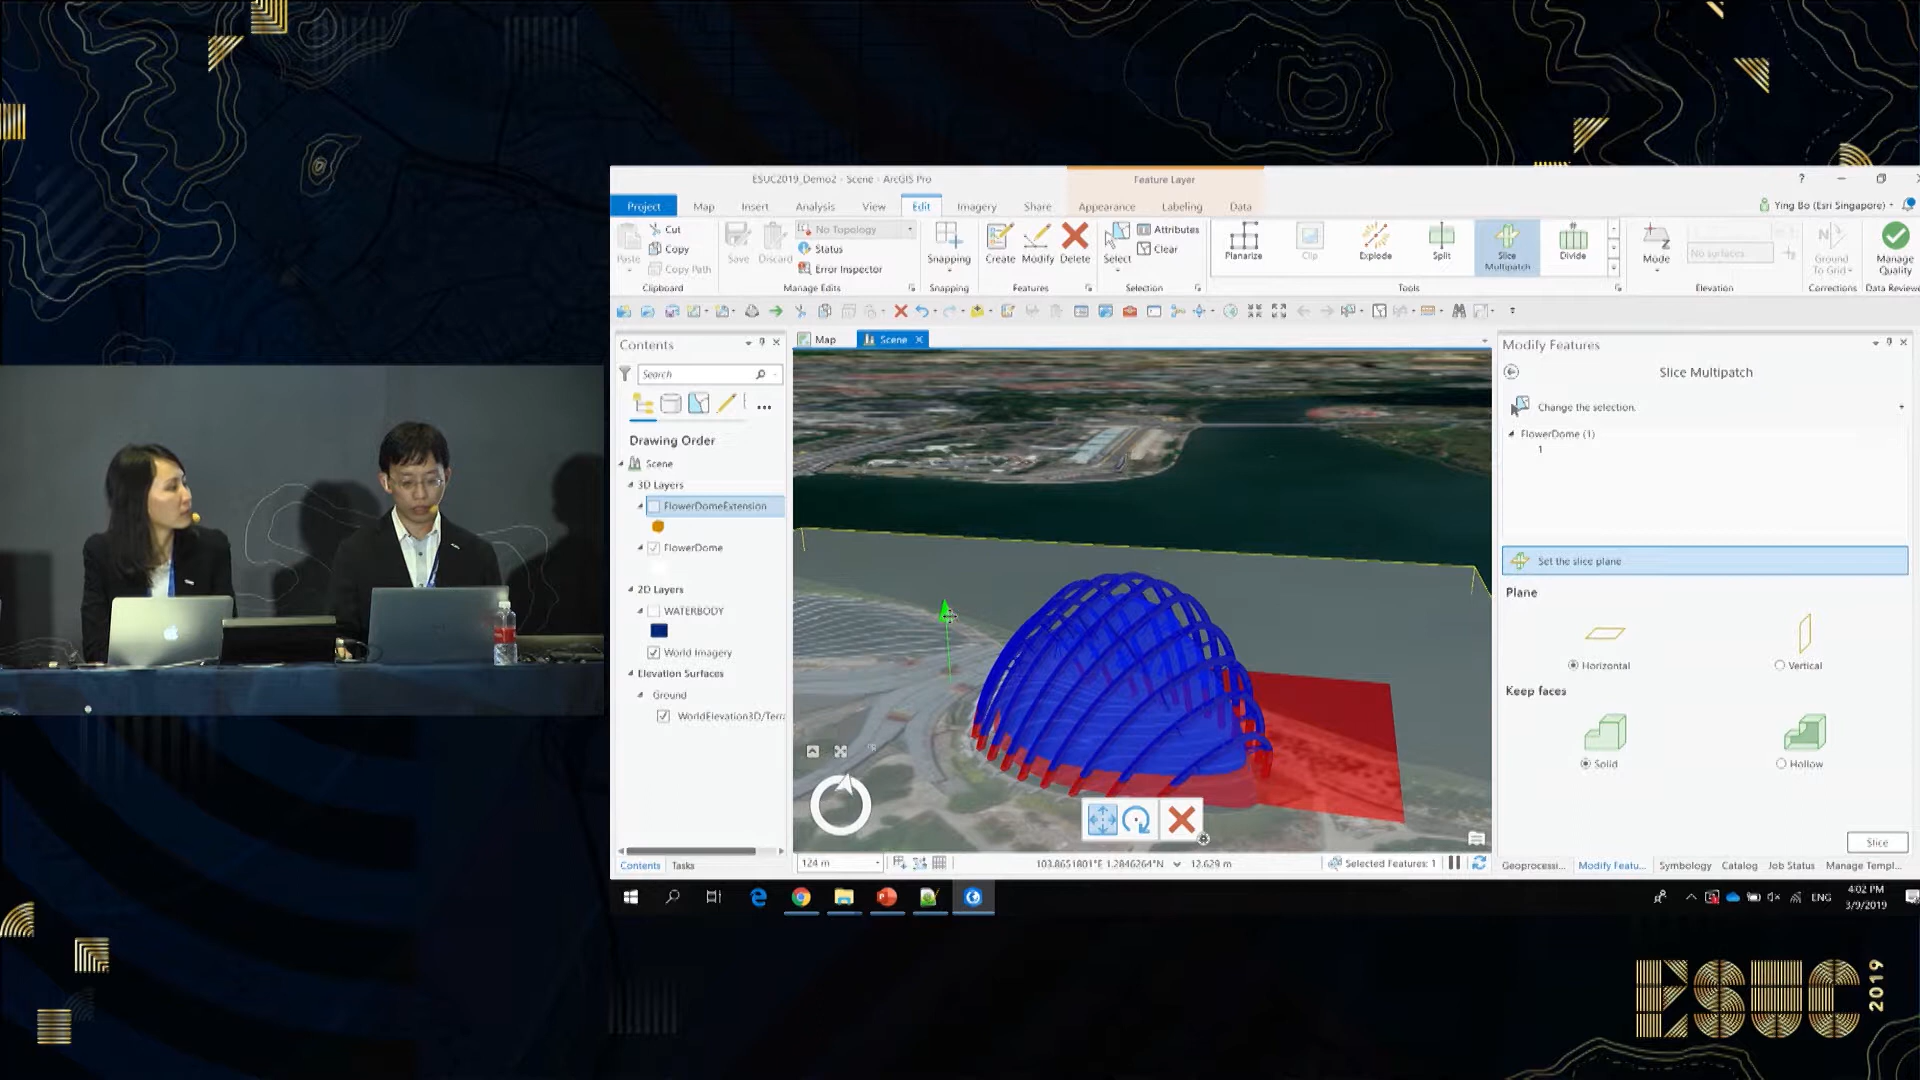 ESUC2019_Demo2 - Scene - ArcGIS Pro
Feature Layer
?
Project
Map
Insert
Analysis
View
Edit
Imagery
Share
Appearance
Labeling
Data
Ying Bo (Esri Singapore)
Paste
Cut
Copy
Copy Path
Clipboard
Save
Discard
No Topology
Status
Error Inspector
Manage Edits
Snapping
Snapping
Create
Modify
Delete
Features
Select
Attributes
Clear
Selection
Planarize
Clip
Explode
Split
Slice
Multipatch
Divide
Tools
Mode
No surfaces
Elevation
Ground
To Grid
Corrections
Manage
Quality
Data Reviewe
Contents
Search
Drawing Order
Scene
3D Layers
FlowerDomeExtension
FlowerDome
2D Layers
WATERBODY
World Imagery
Elevation Surfaces
Ground
WorldElevation3D/Terra
Contents
Tasks
Map
Scene
124 m
103.8651801°E 1.2846264°N
12.629 m
Selected Features: 1
Modify Features
Slice Multipatch
Change the selection.
FlowerDome (1)
1
Set the slice plane
Plane
Horizontal
Vertical
Keep faces
Solid
Hollow
Slice
Geoprocessi...
Modify Featu...
Symbology
Catalog
Job Status
Manage Templ...
ENG
4:02 PM
3/9/2019
ESUC
2019